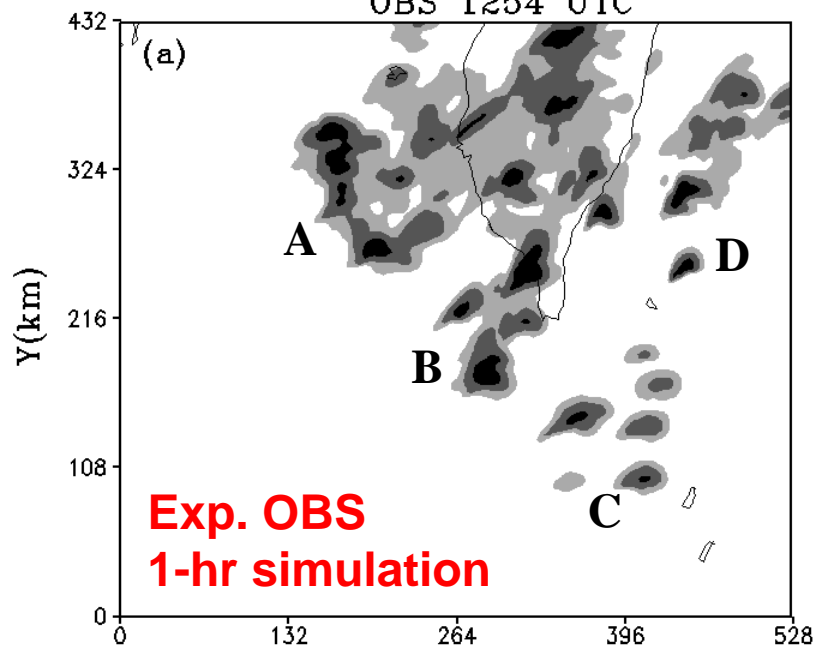 OBS 1254 UTC
432
(a)
324
A
D
Y(km)
216
B
108
C
Exp. OBS
1-hr simulation
0
0 132 264 396 528